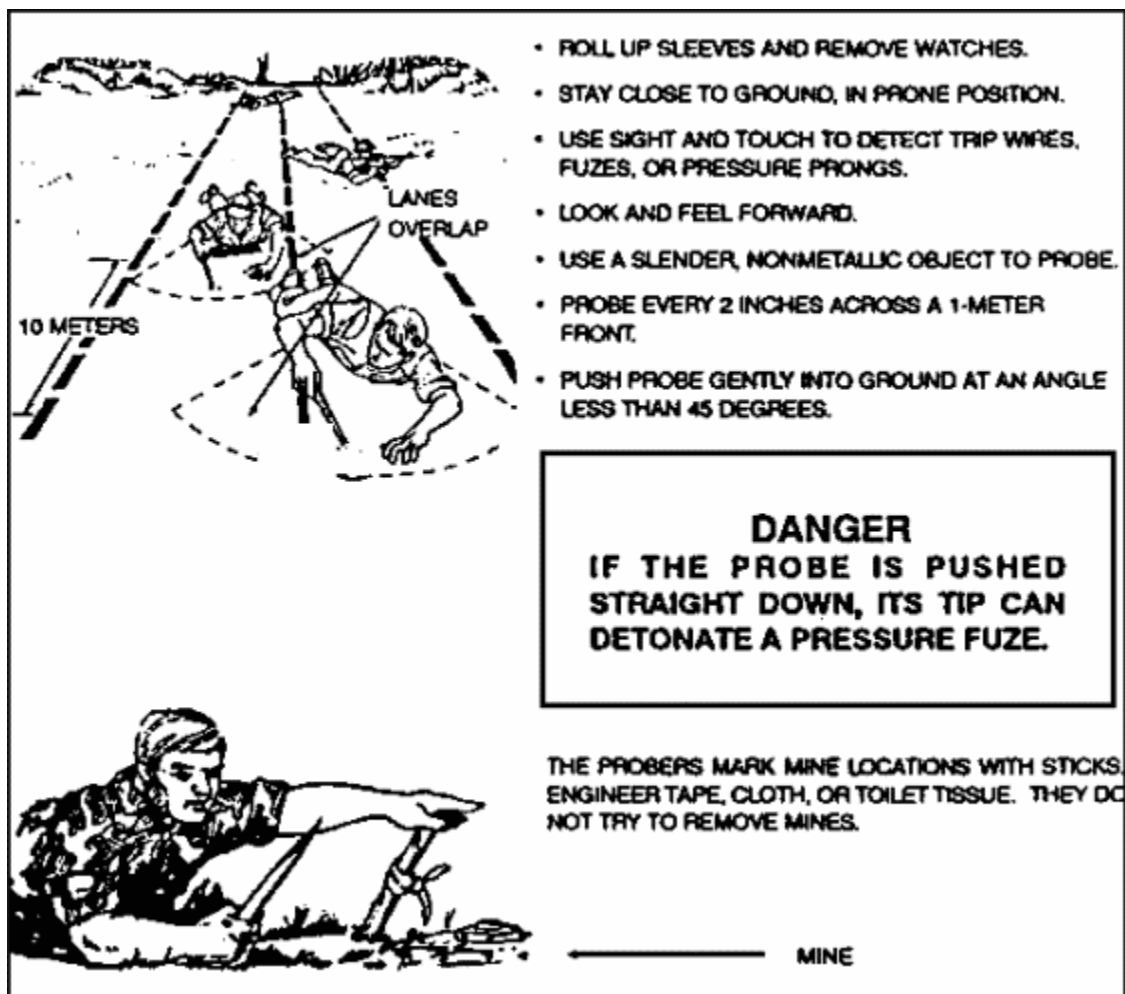 • ROLL UP SLEEVES AND REMOVE WATCHES.
• STAY CLOSE TO GROUND, IN PRONE POSITION.
• USE SIGHT AND TOUCH TO DETECT TRIP WIRES,
FUZES, OR PRESSURE PRONGS.
• LOOK AND FEEL FORWARD.
• USE A SLENDER, NONMETALLIC OBJECT TO PROBE.
• PROBE EVERY 2 INCHES ACROSS A 1-METER
FRONT.
• PUSH PROBE GENTLY INTO GROUND AT AN ANGLE
LESS THAN 45 DEGREES.
LANES
OVERLAP
10 METERS
DANGER
IF THE PROBE IS PUSHED
STRAIGHT DOWN, ITS TIP CAN
DETONATE A PRESSURE FUZE.
THE PROBERS MARK MINE LOCATIONS WITH STICKS,
ENGINEER TAPE, CLOTH, OR TOILET TISSUE. THEY DO
NOT TRY TO REMOVE MINES.
MINE